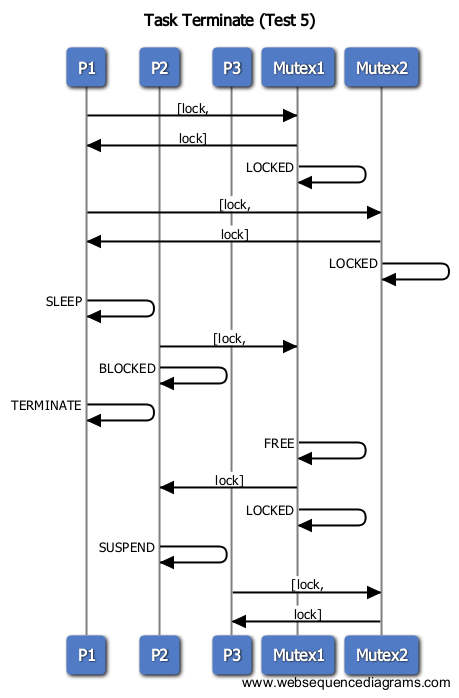 Task Terminate (Test 5)
P1 P2 P3 Mutex1 Mutex2
[lock,
lock]
LOCKED
[lock,
lock]
LOCKED
SLEEP
[lock,
BLOCKED
TERMINATE
FREE
lock]
LOCKED
SUSPEND
[lock,
lock]
P1 P2 P3 Mutex1 Mutex2
www.websequencediagrams.com